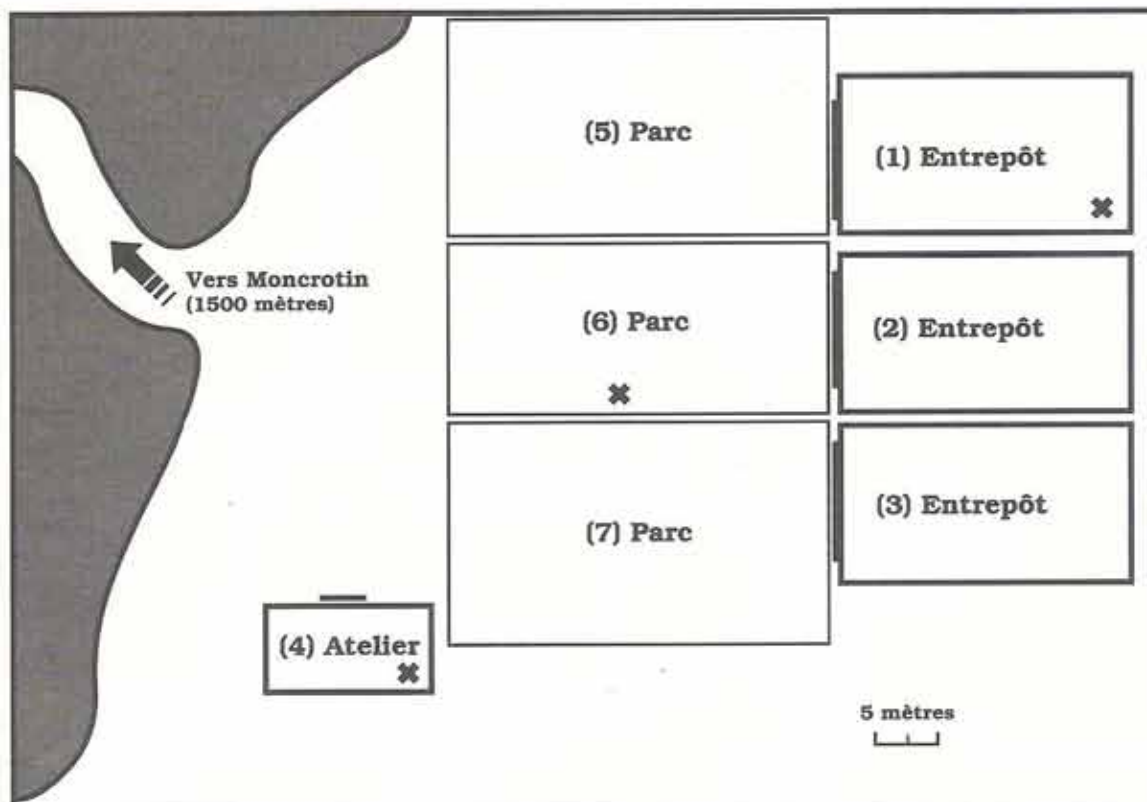 (5) Parc
(1) Entrepôt
Vers Moncrotin
(1500 mètres)
(6) Parc
(2) Entrepôt
(7) Parc
(3) Entrepôt
(4) Atelier
5 mètres